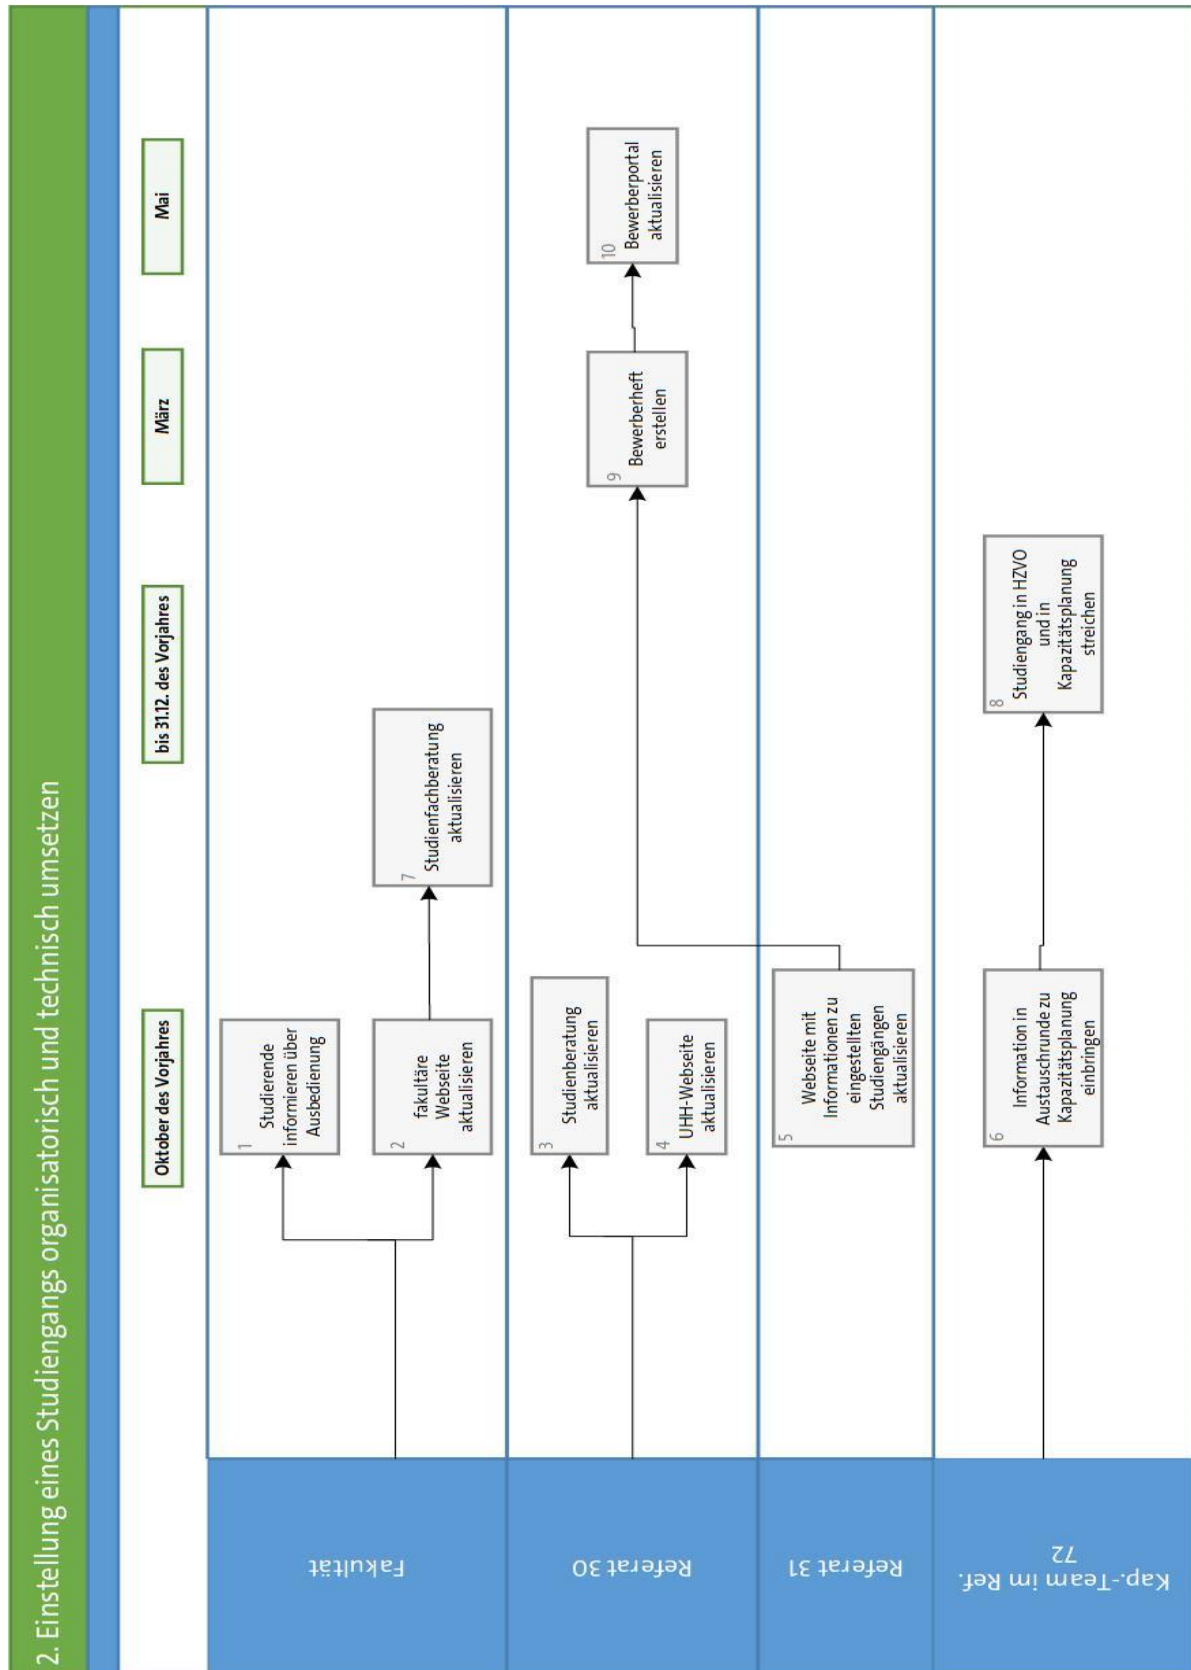 2. Einstellung eines Studiengangs organisatorisch und technisch umsetzen
Oktober des Vorjahres
bis 31.12. des Vorjahres
März
Mai
Fakultät
1
Studierende
informieren über
Ausbedienung
2
fakultäre
Webseite
aktualisieren
7
Studienfachberatung
aktualisieren
Referat 30
3
Studienberatung
aktualisieren
4
UHH-Webseite
aktualisieren
9
Bewerberheft
erstellen
10
Bewerberportal
aktualisieren
Referat 31
5
Webseite mit
Informationen zu
eingestellten
Studiengängen
aktualisieren
Kap.-Team im Ref.
72
6
Information in
Austauschrunde zu
Kapazitätsplanung
einbringen
8
Studiengang in HZVO
und in
Kapazitätsplanung
streichen